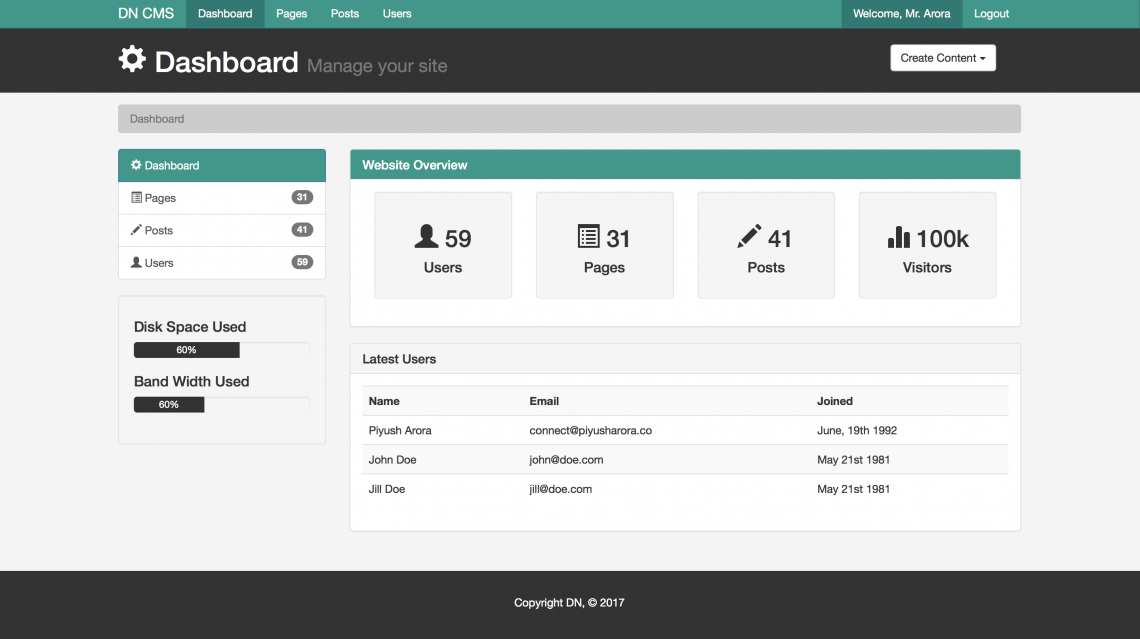 DN CMS Dashboard Pages Posts Users Welcome, Mr. Arora Logout
Dashboard Manage your site Create Content
Dashboard
Dashboard
Pages 31
Posts 41
Users 59
Disk Space Used
60%
Band Width Used
60%
Website Overview
59
Users
31
Pages
41
Posts
100k
Visitors
Latest Users
Name Email Joined
Piyush Arora connect@piyusharora.co June, 19th 1992
John Doe john@doe.com May 21st 1981
Jill Doe jill@doe.com May 21st 1981
Copyright DN, © 2017